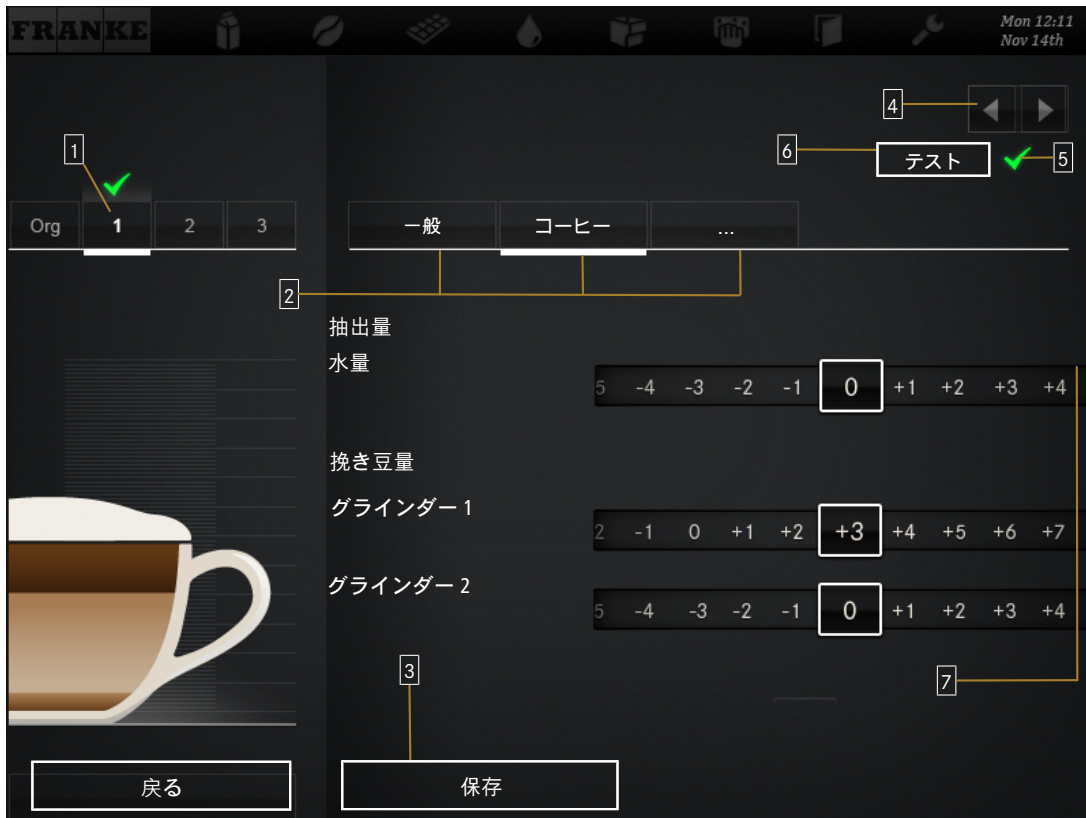 FRANKE
Mon 12:11
Nov 14th
4
1
6
テスト
5
Org 1 2 3
一般 コーヒー ...
2
抽出量
水量
5 -4 -3 -2 -1 0 +1 +2 +3 +4
挽き豆量
グラインダー 1
2 -1 0 +1 +2 +3 +4 +5 +6 +7
グラインダー 2
5 -4 -3 -2 -1 0 +1 +2 +3 +4
3
7
戻る 保存